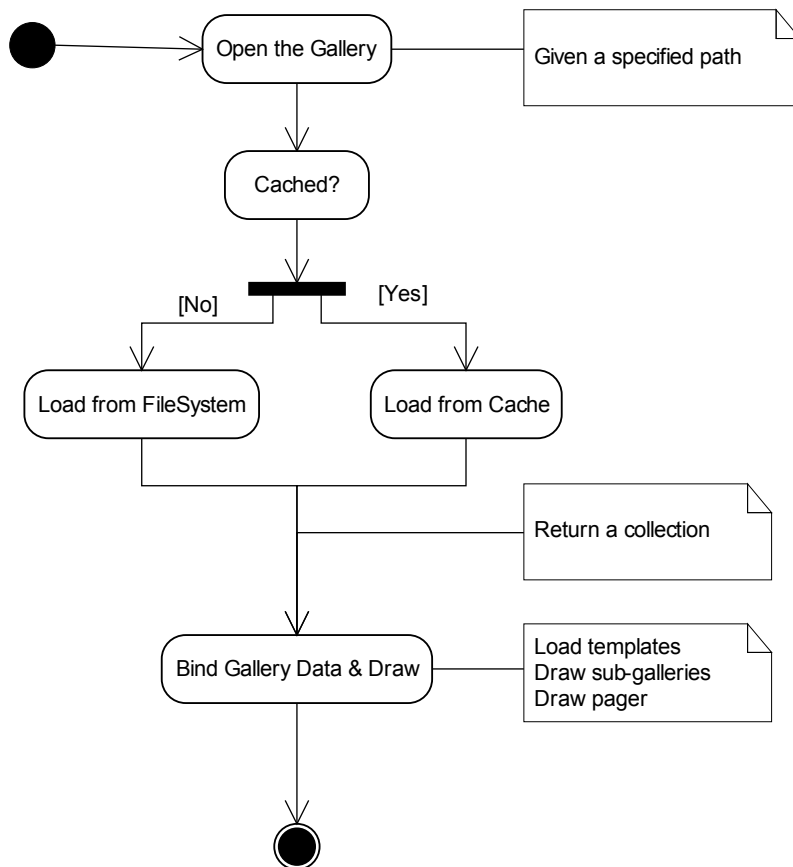 Open the Gallery
Given a specified path
Cached?
[No]
[Yes]
Load from FileSystem
Load from Cache
Return a collection
Bind Gallery Data & Draw
Load templates
Draw sub-galleries
Draw pager